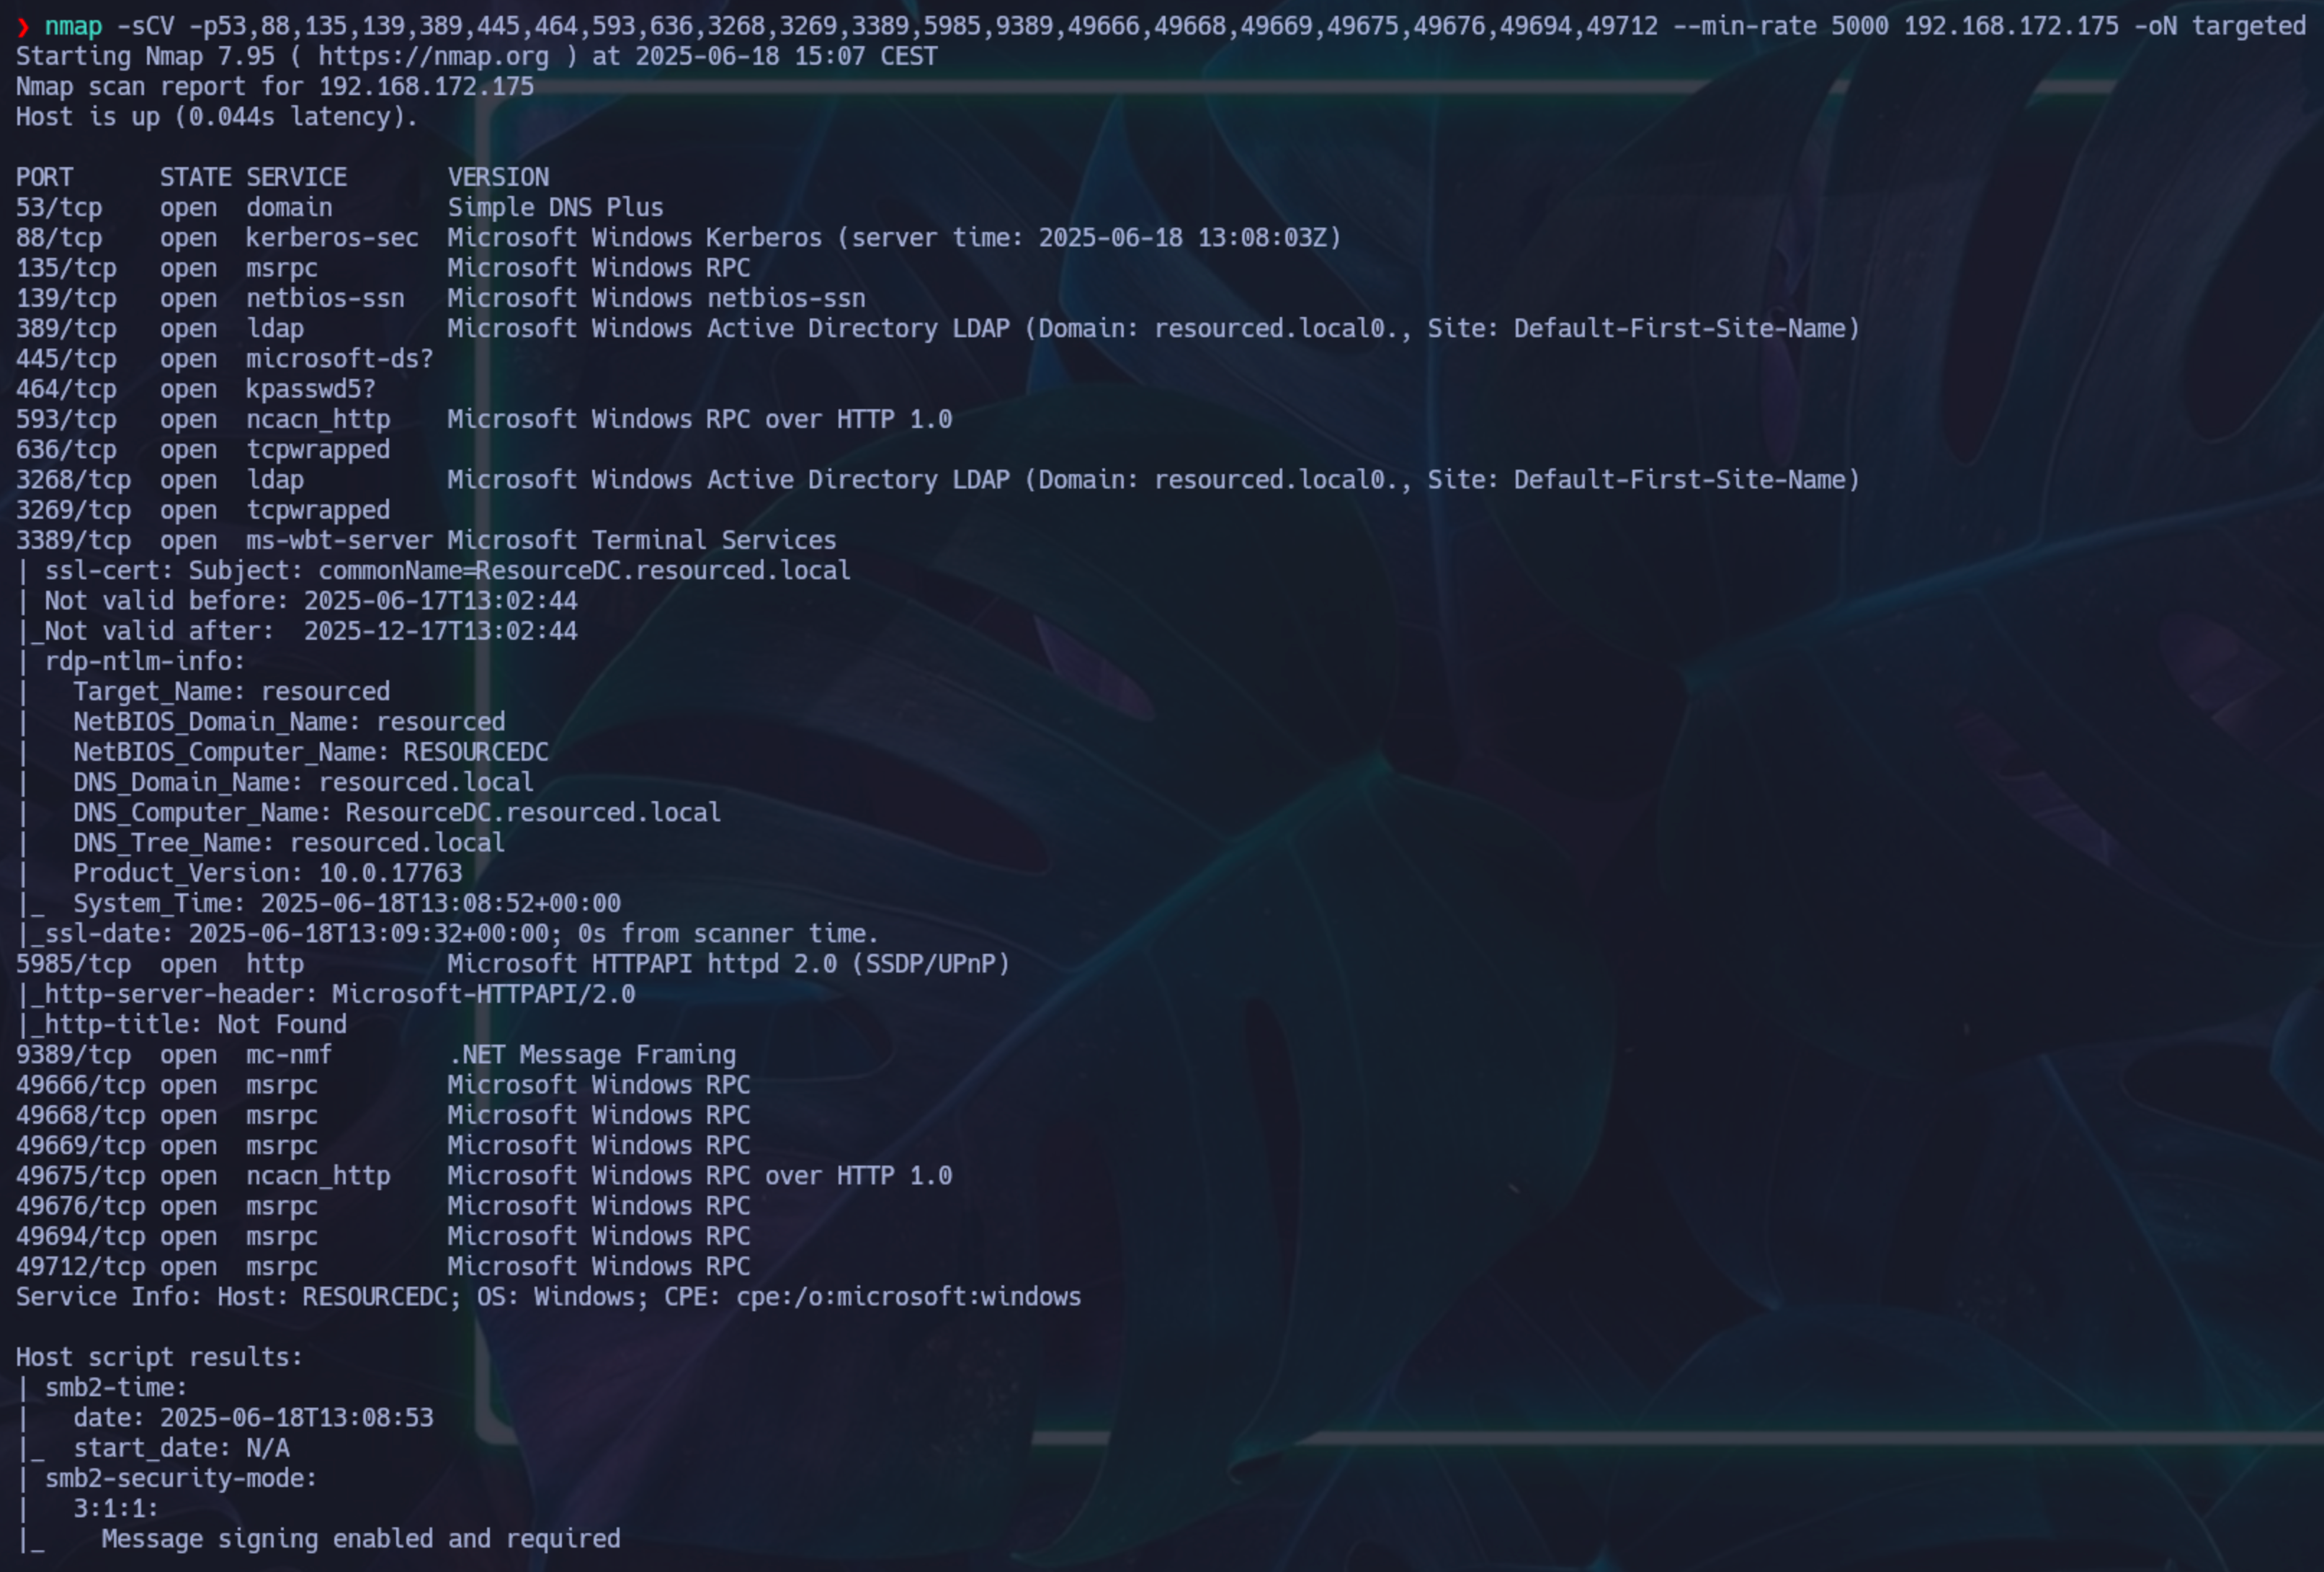 ❯ nmap -sCV -p53,88,135,139,389,445,464,593,636,3268,3269,3389,5985,9389,49666,49668,49669,49675,49676,49694,49712 --min-rate 5000 192.168.172.175 -oN targeted
Starting Nmap 7.95 ( https://nmap.org ) at 2025-06-18 15:07 CEST
Nmap scan report for 192.168.172.175
Host is up (0.044s latency).

PORT      STATE SERVICE       VERSION
53/tcp    open  domain        Simple DNS Plus
88/tcp    open  kerberos-sec  Microsoft Windows Kerberos (server time: 2025-06-18 13:08:03Z)
135/tcp   open  msrpc         Microsoft Windows RPC
139/tcp   open  netbios-ssn   Microsoft Windows netbios-ssn
389/tcp   open  ldap          Microsoft Windows Active Directory LDAP (Domain: resourced.local0., Site: Default-First-Site-Name)
445/tcp   open  microsoft-ds?
464/tcp   open  kpasswd5?
593/tcp   open  ncacn_http    Microsoft Windows RPC over HTTP 1.0
636/tcp   open  tcpwrapped
3268/tcp  open  ldap          Microsoft Windows Active Directory LDAP (Domain: resourced.local0., Site: Default-First-Site-Name)
3269/tcp  open  tcpwrapped
3389/tcp  open  ms-wbt-server Microsoft Terminal Services
| ssl-cert: Subject: commonName=ResourceDC.resourced.local
| Not valid before: 2025-06-17T13:02:44
|_Not valid after:  2025-12-17T13:02:44
| rdp-ntlm-info:
|   Target_Name: resourced
|   NetBIOS_Domain_Name: resourced
|   NetBIOS_Computer_Name: RESOURCEDC
|   DNS_Domain_Name: resourced.local
|   DNS_Computer_Name: ResourceDC.resourced.local
|   DNS_Tree_Name: resourced.local
|   Product_Version: 10.0.17763
|_  System_Time: 2025-06-18T13:08:52+00:00
|_ssl-date: 2025-06-18T13:09:32+00:00; 0s from scanner time.
5985/tcp  open  http          Microsoft HTTPAPI httpd 2.0 (SSDP/UPnP)
|_http-server-header: Microsoft-HTTPAPI/2.0
|_http-title: Not Found
9389/tcp  open  mc-nmf        .NET Message Framing
49666/tcp open  msrpc         Microsoft Windows RPC
49668/tcp open  msrpc         Microsoft Windows RPC
49669/tcp open  msrpc         Microsoft Windows RPC
49675/tcp open  ncacn_http    Microsoft Windows RPC over HTTP 1.0
49676/tcp open  msrpc         Microsoft Windows RPC
49694/tcp open  msrpc         Microsoft Windows RPC
49712/tcp open  msrpc         Microsoft Windows RPC
Service Info: Host: RESOURCEDC; OS: Windows; CPE: cpe:/o:microsoft:windows

Host script results:
| smb2-time:
|   date: 2025-06-18T13:08:53
|_  start_date: N/A
| smb2-security-mode:
|   3:1:1:
|_    Message signing enabled and required